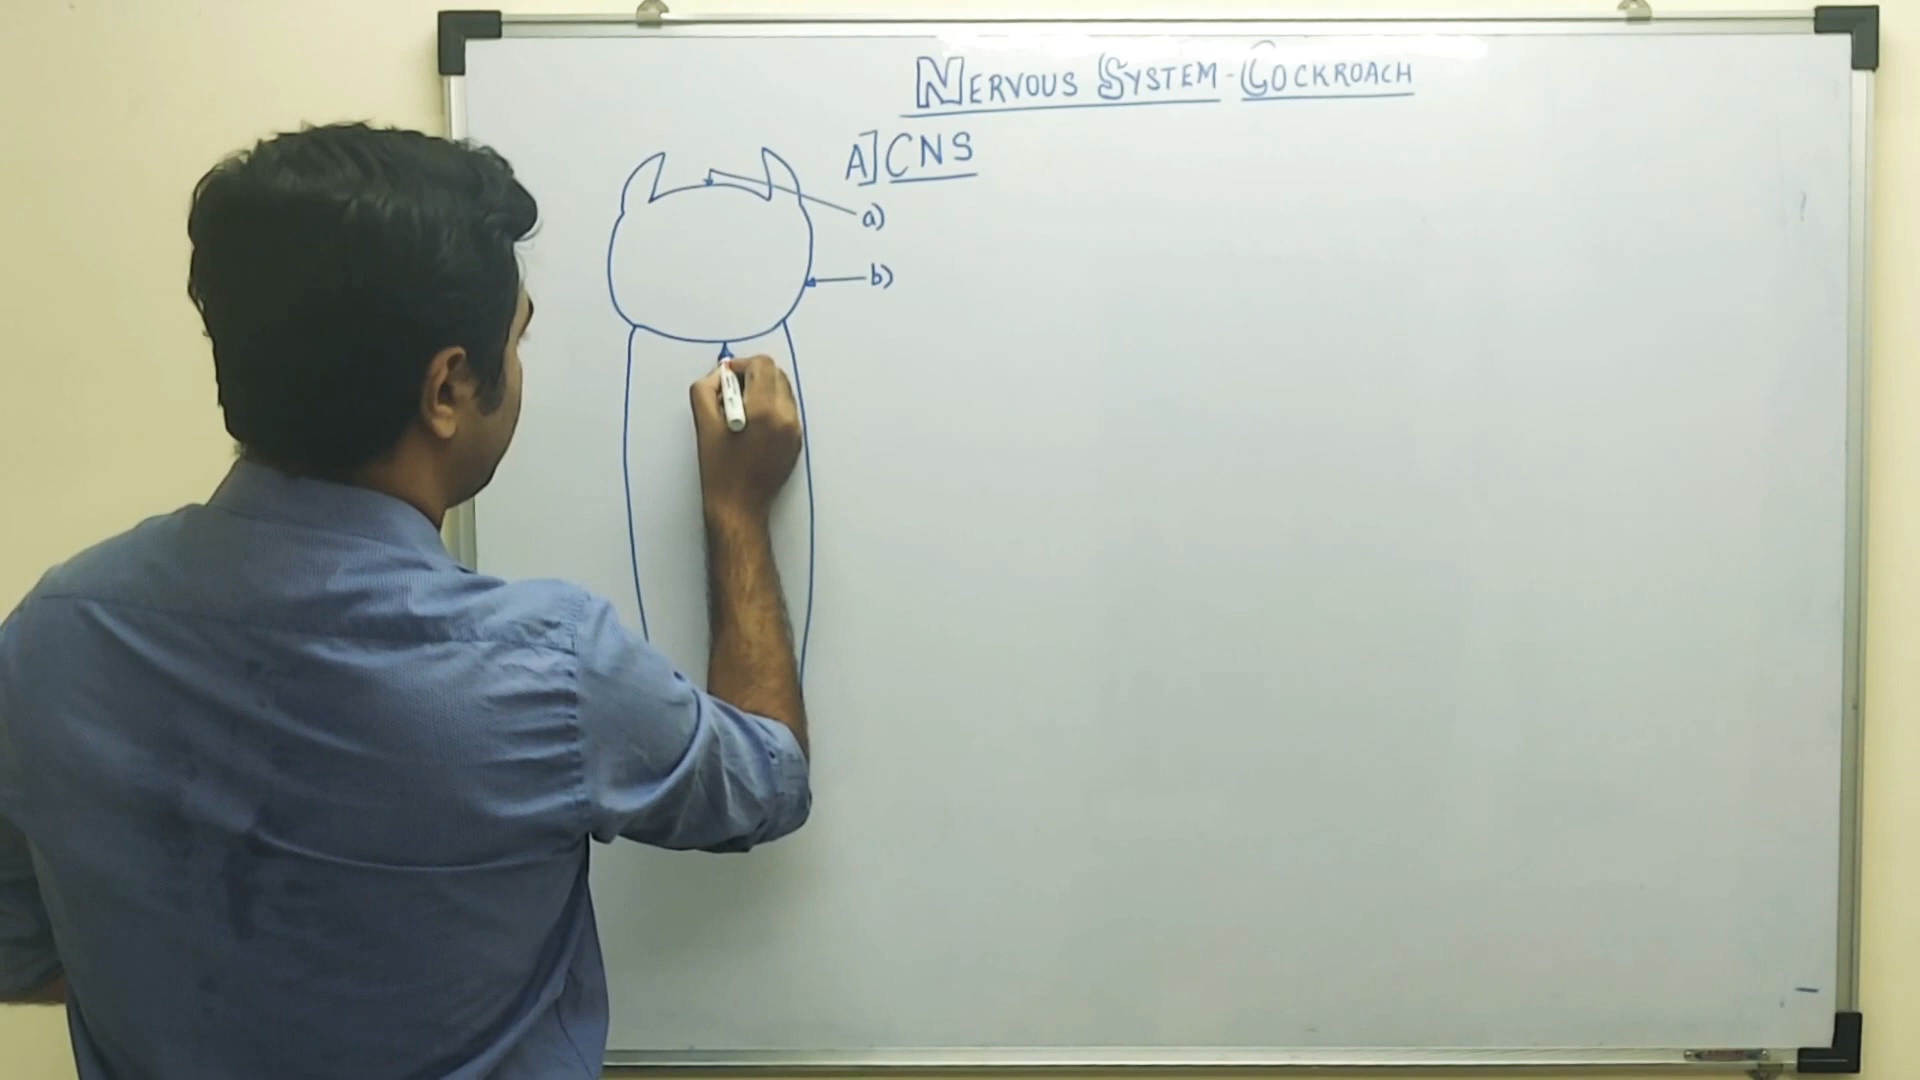 NERVOUS SYSTEM - COCKROACH
A] CNS
a)
b)